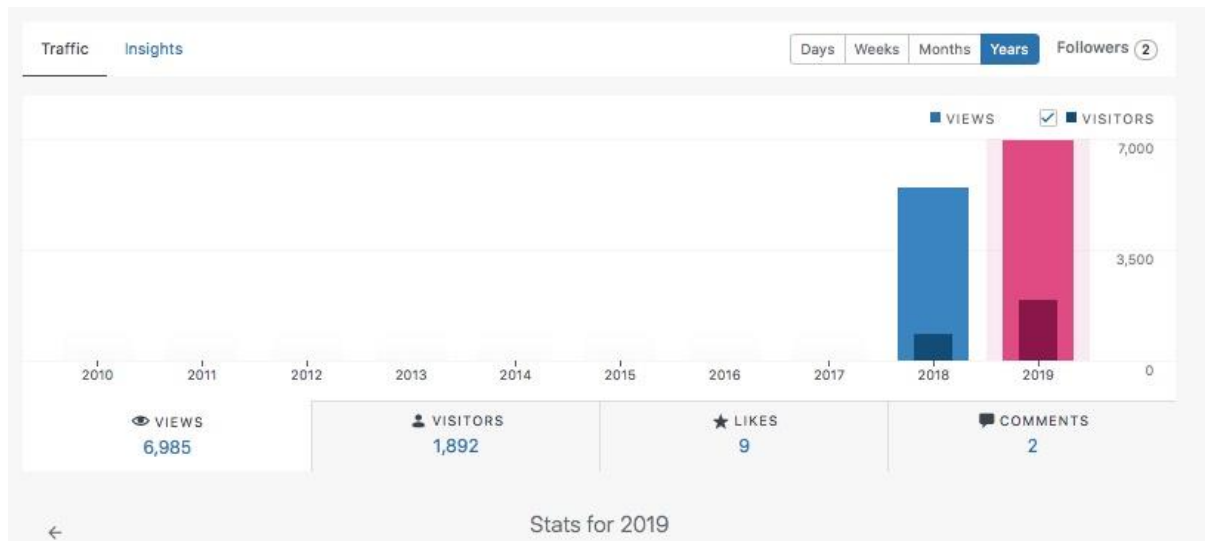 Traffic Insights Days Weeks Months Years Followers 2
VIEWS VISITORS
7,000
3,500
0
2010 2011 2012 2013 2014 2015 2016 2017 2018 2019
VIEWS VISITORS LIKES COMMENTS
6,985 1,892 9 2
Stats for 2019